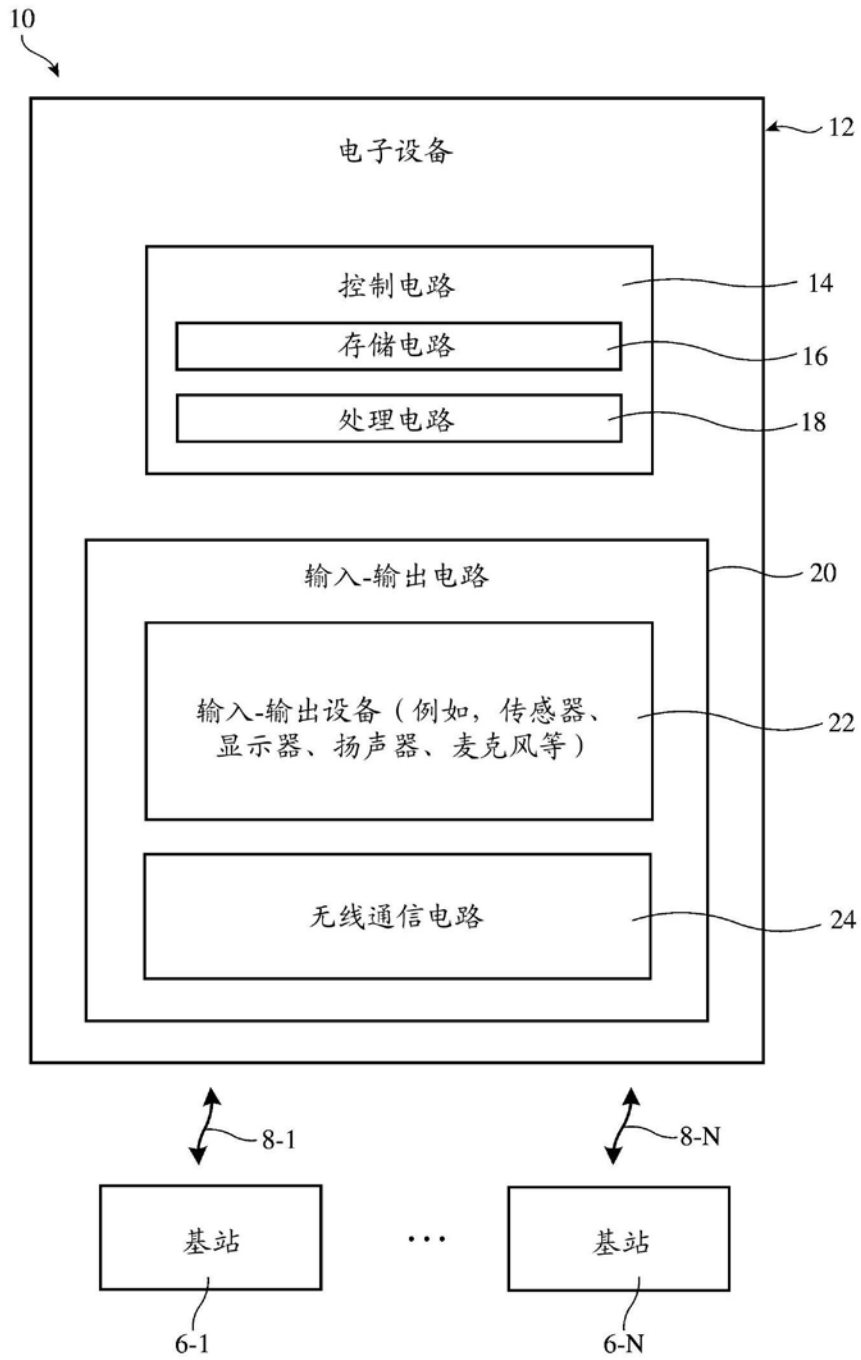 10
12
电子设备
控制电路
14
存储电路
16
处理电路
18
输入-输出电路
20
输入-输出设备（例如，传感器、
显示器、扬声器、麦克风等）
22
无线通信电路
24
8-1
8-N
基站
...
基站
6-1
6-N